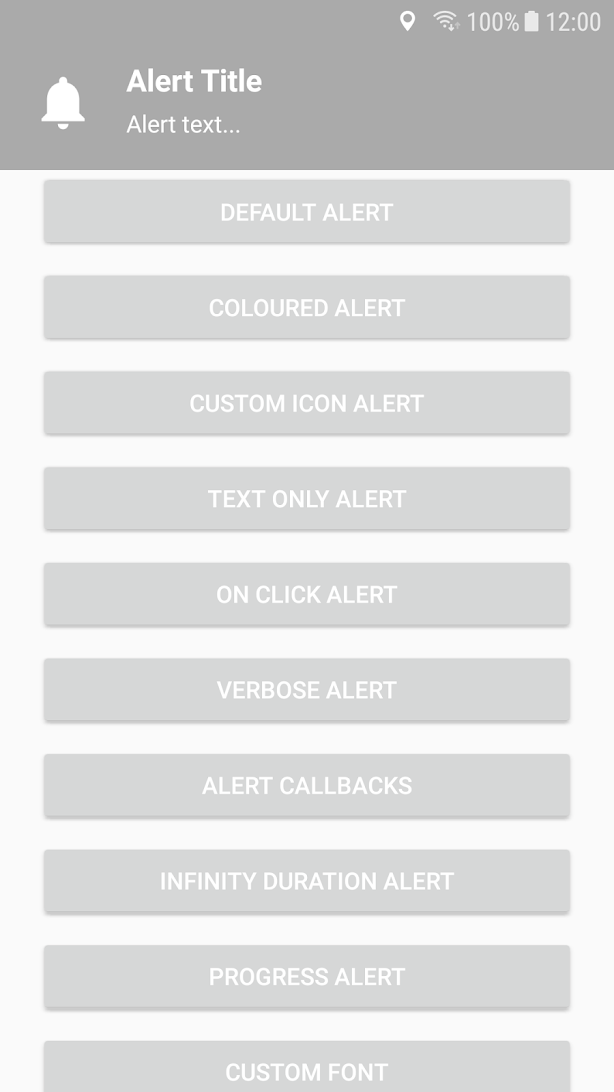 100% 12:00
Alert Title
Alert text...
DEFAULT ALERT
COLOURED ALERT
CUSTOM ICON ALERT
TEXT ONLY ALERT
ON CLICK ALERT
VERBOSE ALERT
ALERT CALLBACKS
INFINITY DURATION ALERT
PROGRESS ALERT
CUSTOM FONT